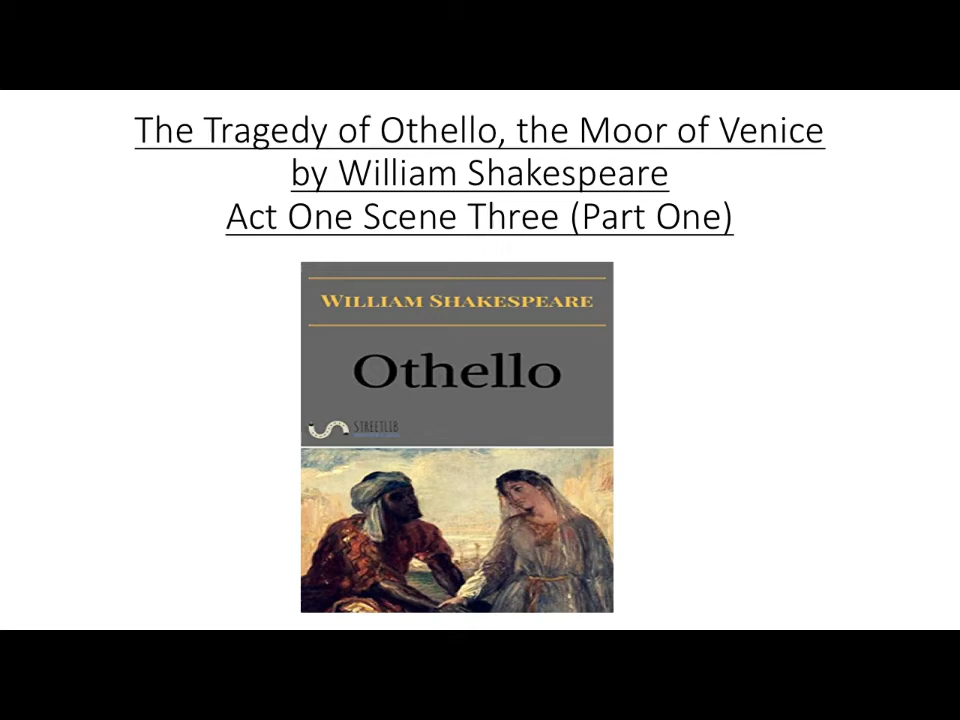 The Tragedy of Othello, the Moor of Venice
by William Shakespeare
Act One Scene Three (Part One)
WILLIAM SHAKESPEARE
Othello
STREETLIB